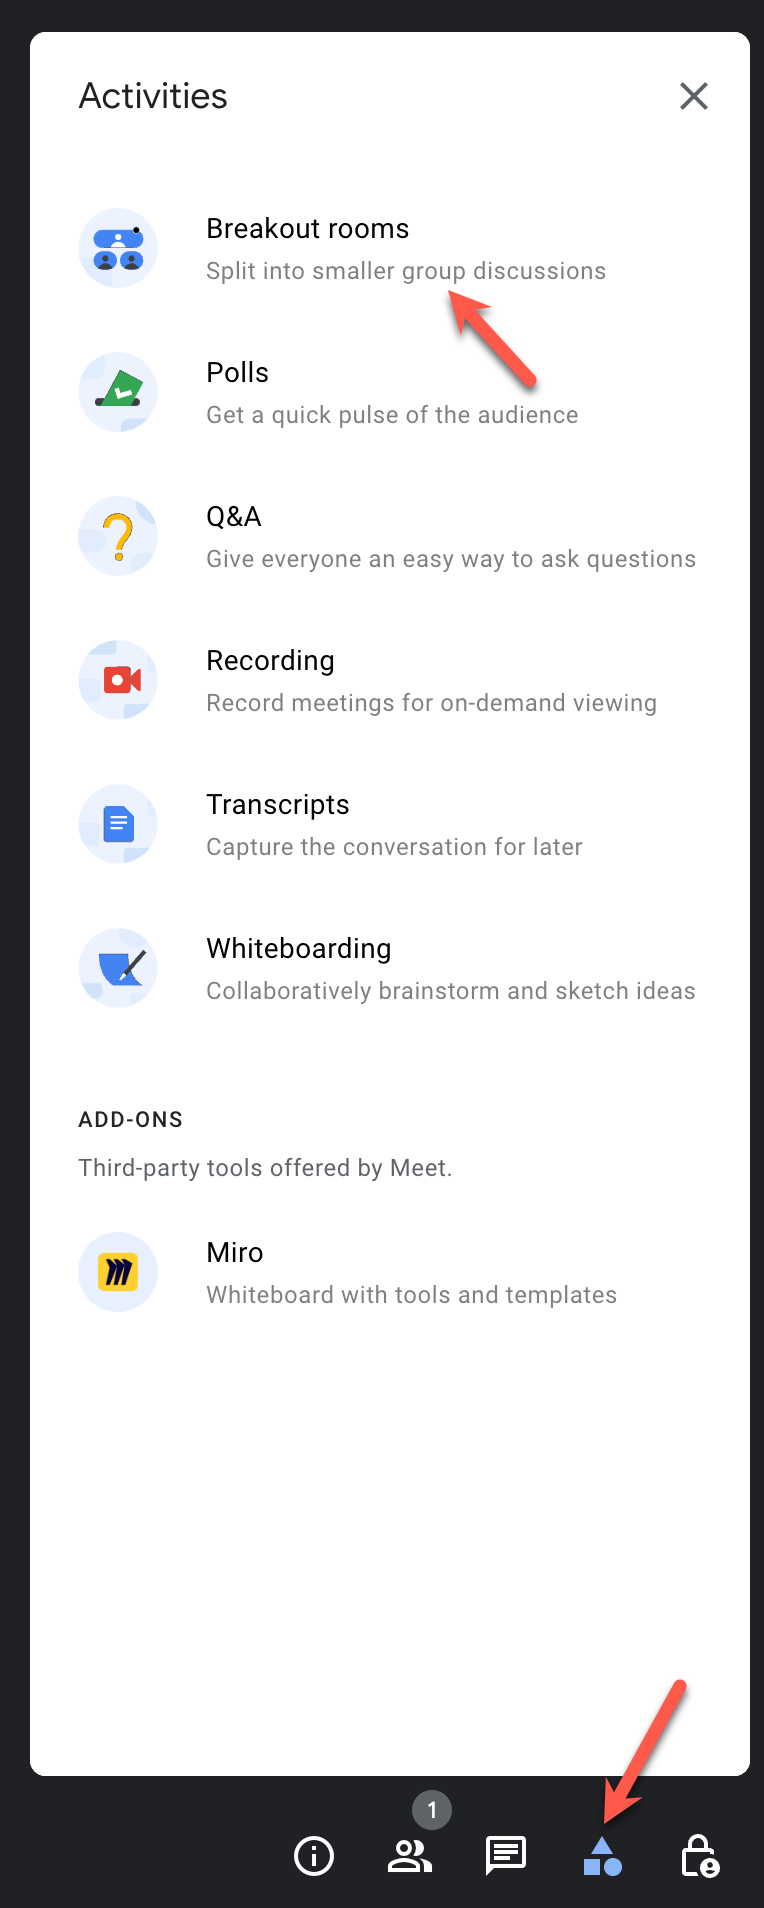 Activities
Breakout rooms
Split into smaller group discussions
Polls
Get a quick pulse of the audience
Q&A
Give everyone an easy way to ask questions
Recording
Record meetings for on-demand viewing
Transcripts
Capture the conversation for later
Whiteboarding
Collaboratively brainstorm and sketch ideas
ADD-ONS
Third-party tools offered by Meet.
Miro
Whiteboard with tools and templates
1